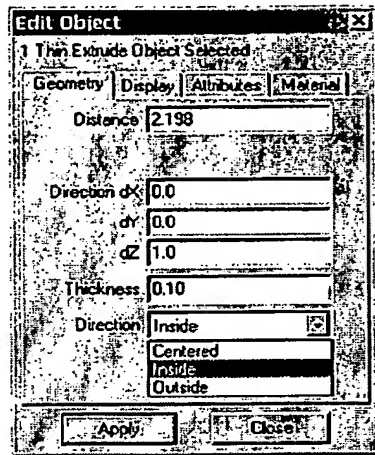 Edit Object
1 Thin Extrude Object Selected
Geometry Display Attributes Material
Distance 2.198
Direction dX 0.0
dY 0.0
dZ 1.0
Thickness 0.10
Direction Inside
Centered
Inside
Outside
Apply Close